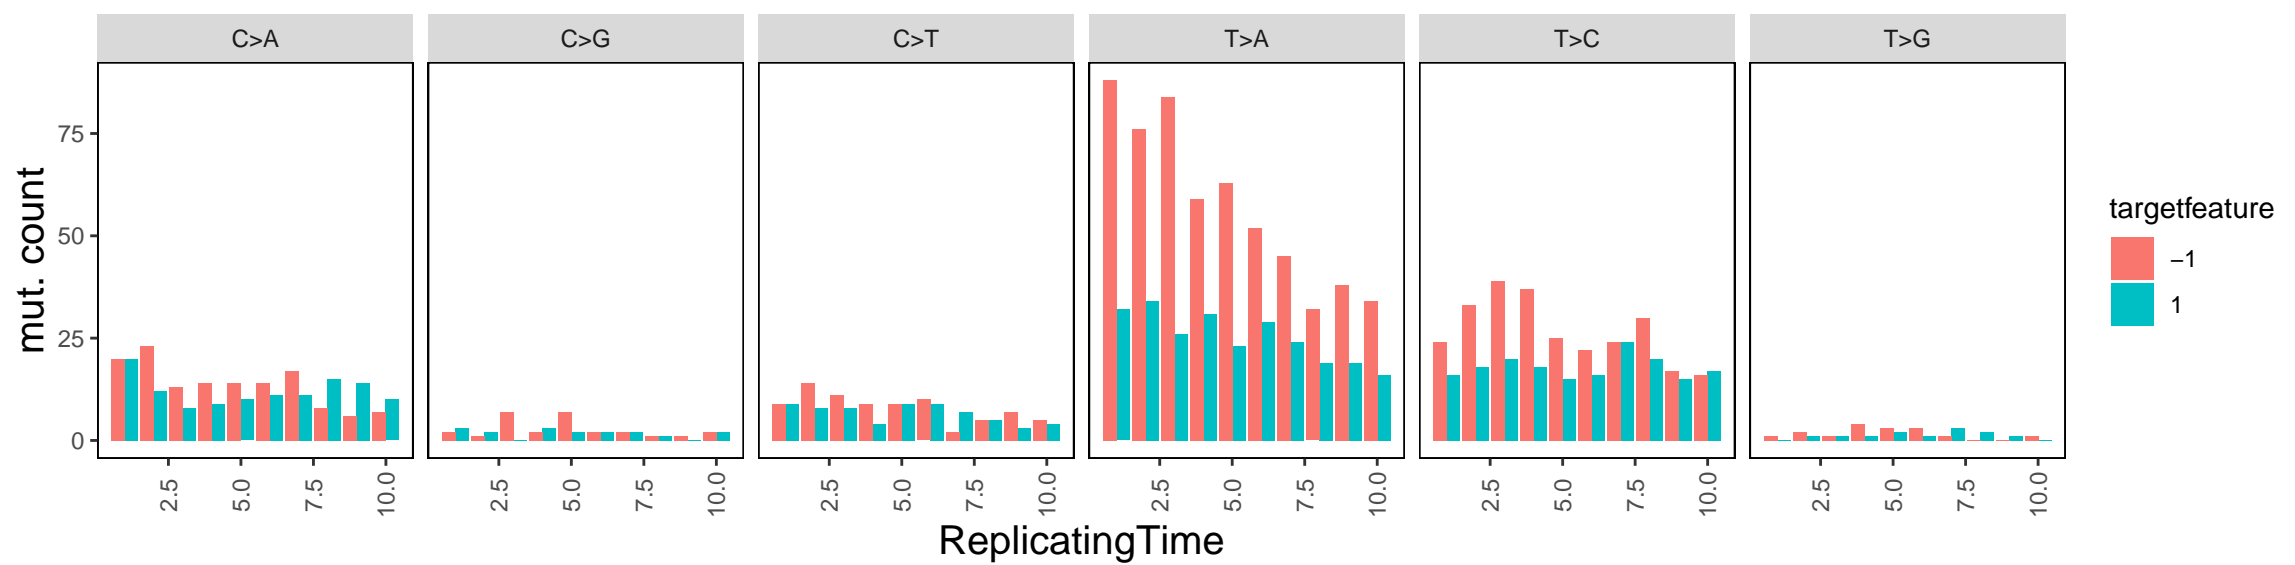 C>A C>G C>T T>A T>C T>G
mut. count
75
50
25
0
2.5 5.0 7.5 10.0 2.5 5.0 7.5 10.0 2.5 5.0 7.5 10.0 2.5 5.0 7.5 10.0 2.5 5.0 7.5 10.0 2.5 5.0 7.5 10.0
ReplicatingTime
targetfeature
−1
1